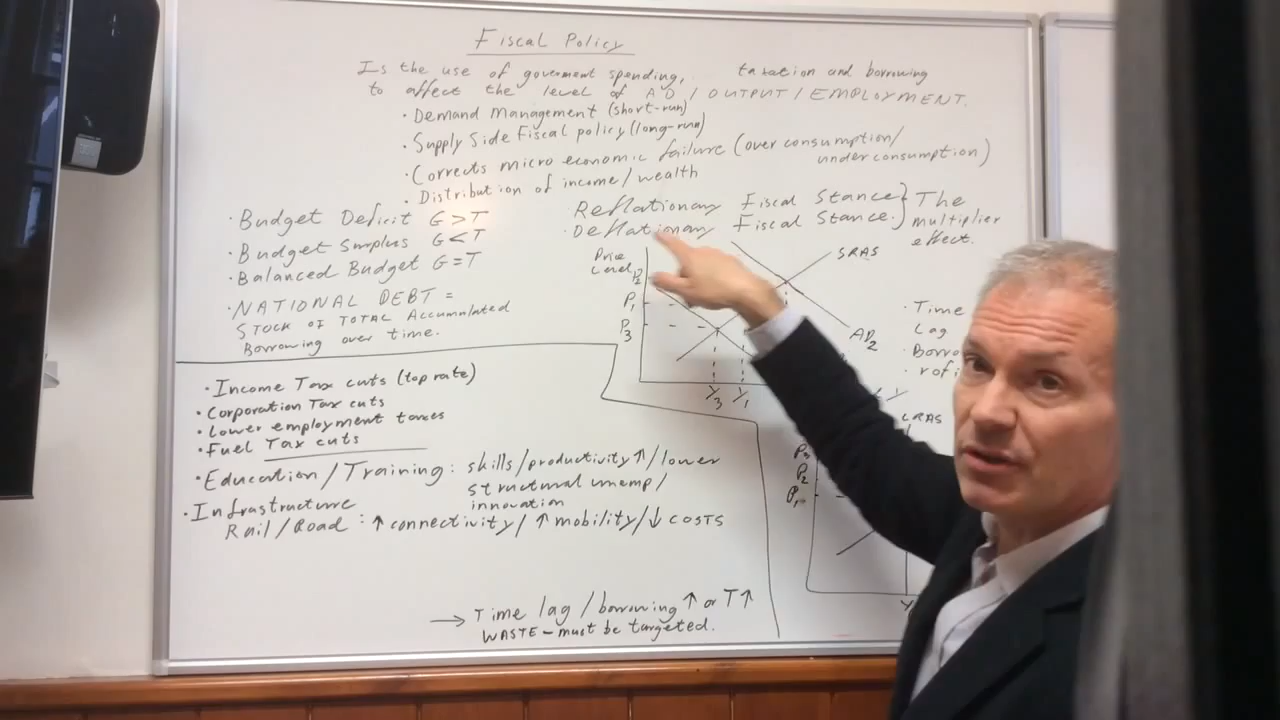 Fiscal Policy
Is the use of government spending, taxation and borrowing
to affect the level of AD / OUTPUT / EMPLOYMENT.
· Demand Management (short-run)
· Supply Side Fiscal policy (long-run)
· Corrects micro economic failure (over consumption/
under consumption)
· Distribution of income/wealth
· Budget Deficit G > T
· Budget Surplus G < T
· Balanced Budget G = T
· NATIONAL DEBT =
STOCK OF TOTAL Accumulated
Borrowing over time.
· Reflationary Fiscal Stance } The
· Deflationary Fiscal Stance. } multiplier
effect.
Price
Level
P2
P1
P3
SRAS
AD2
Y3 Y1
· Time
Lag
· Borro
LRAS
P3
P2
P1
Y
· Income Tax cuts (top rate)
· Corporation Tax cuts
· Lower employment taxes
· Fuel Tax cuts
· Education / Training : skills/productivity ↑ / lower
structural unemp/
innovation
· Infrastructure
Rail / Road : ↑ connectivity / ↑ mobility / ↓ COSTS
→ Time lag / borrowing ↑ or T ↑
WASTE - must be targeted.